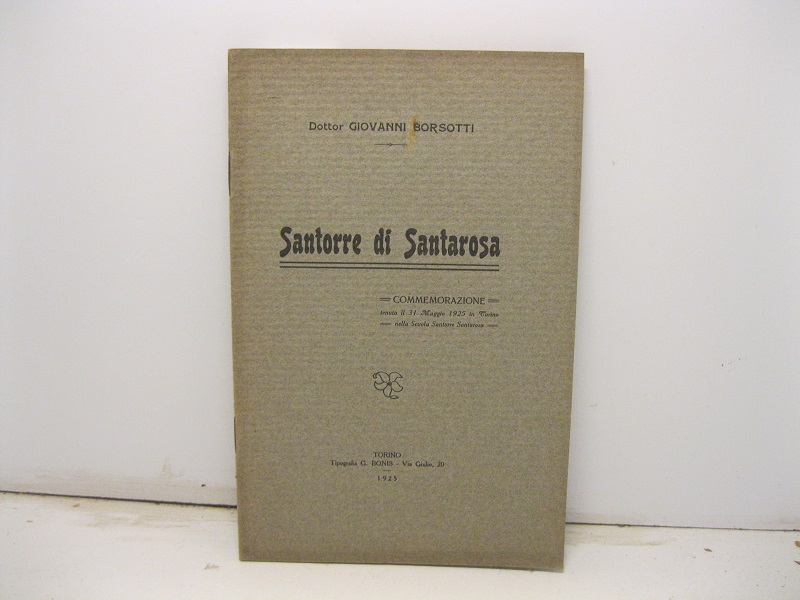 Dottor GIOVANNI BORSOTTI
Santorre di Santarosa
COMMEMORAZIONE
tenuta il 31 Maggio 1925 in Torino
nella Scuola Santorre Santarosa
TORINO
Tipografia G. BONIS - Via Giulio, 20
1925